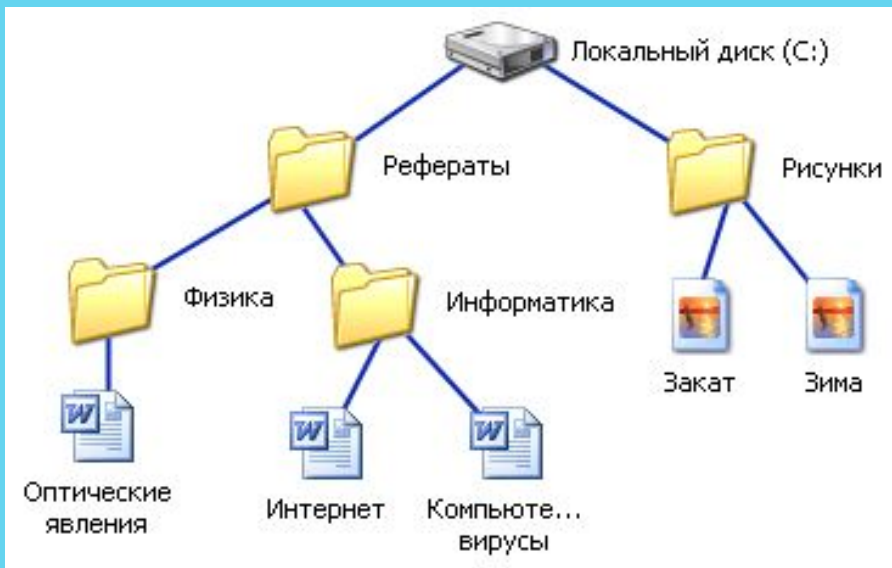 Локальный диск (C:)
Рефераты
Рисунки
Физика
Информатика
Закат
Зима
Оптические
явления
Интернет
Компьюте...
вирусы